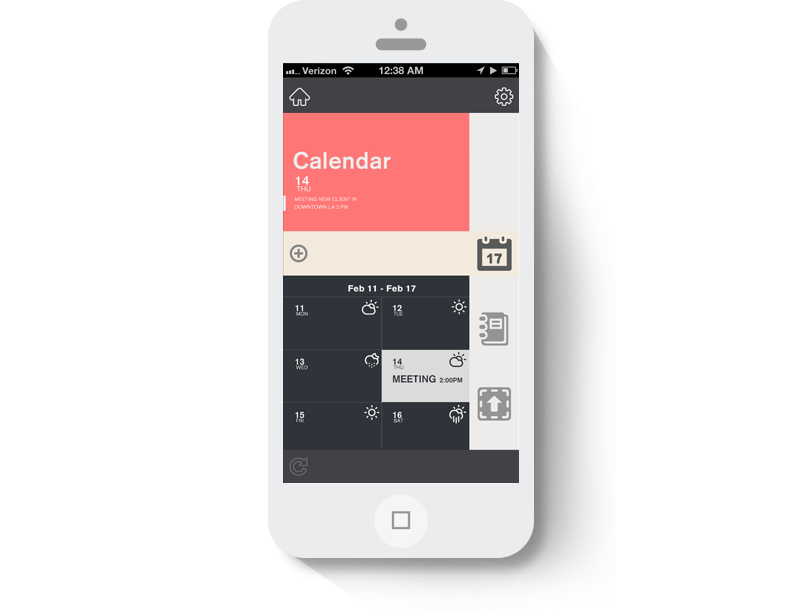 Verizon 12:38 AM
Calendar
14
THU
MEETING NEW CLIENT IN
DOWNTOWN LA 2PM
17
Feb 11 - Feb 17
11
MON
12
TUE
13
WED
14
THU
MEETING 2:00PM
15
FRI
16
SAT